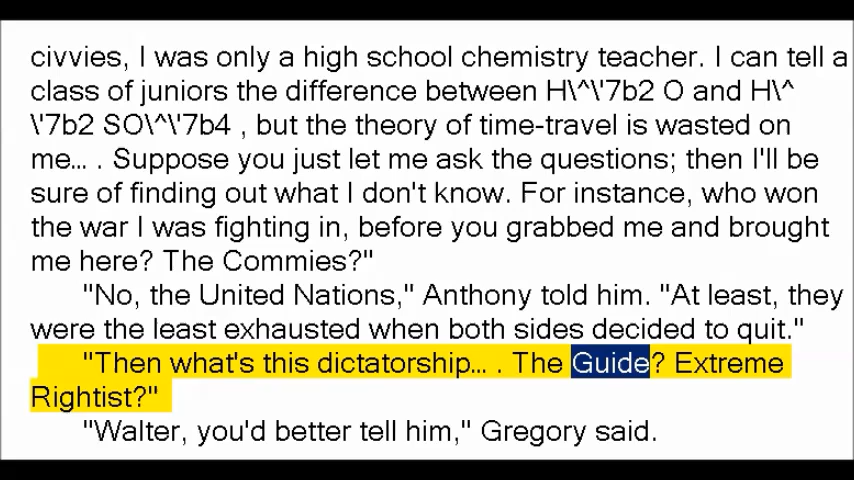 civvies, I was only a high school chemistry teacher. I can tell a
class of juniors the difference between H\^\'7b2 O and H\^
\'7b2 SO\^\'7b4 , but the theory of time-travel is wasted on
me... . Suppose you just let me ask the questions; then I'll be
sure of finding out what I don't know. For instance, who won
the war I was fighting in, before you grabbed me and brought
me here? The Commies?"
"No, the United Nations," Anthony told him. "At least, they
were the least exhausted when both sides decided to quit."
"Then what's this dictatorship... . The Guide? Extreme
Rightist?"
"Walter, you'd better tell him," Gregory said.